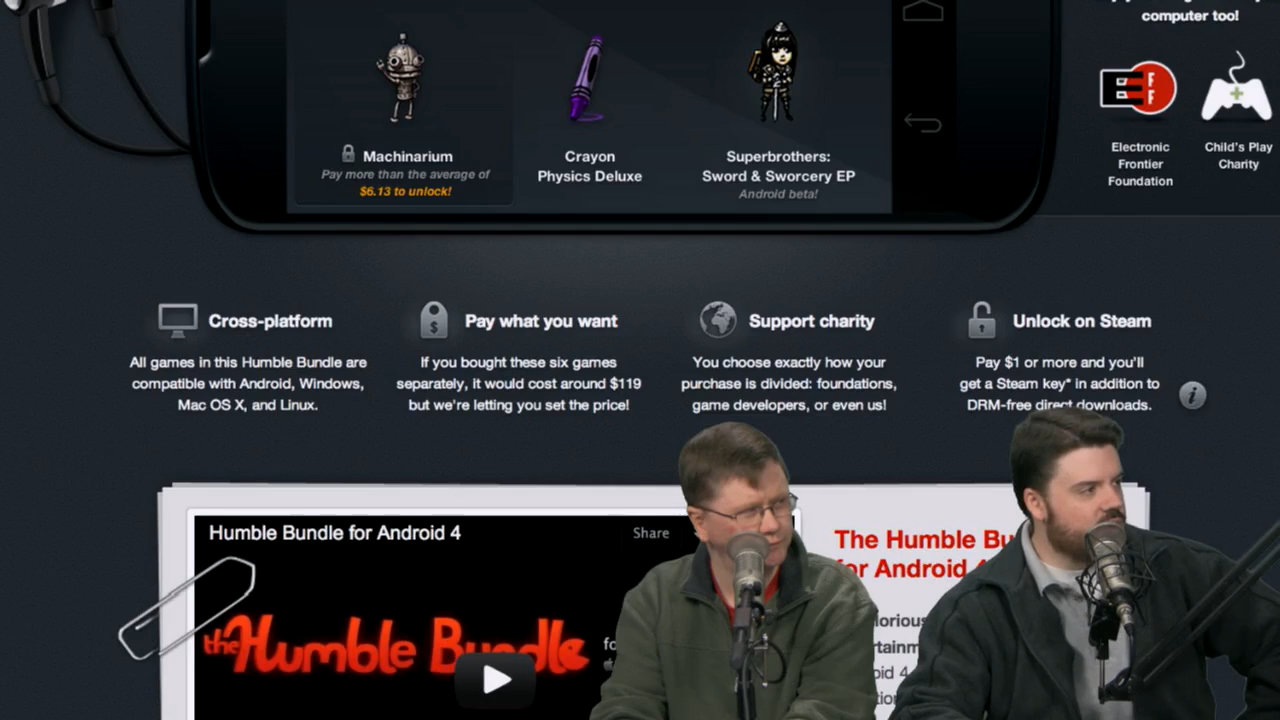 computer too!
Machinarium
Pay more than the average of
$6.13 to unlock!
Crayon
Physics Deluxe
Superbrothers:
Sword & Sworcery EP
Android beta!
E
F
F
Electronic
Frontier
Foundation
Child's Play
Charity
Cross-platform
All games in this Humble Bundle are
compatible with Android, Windows,
Mac OS X, and Linux.
Pay what you want
If you bought these six games
separately, it would cost around $119
but we're letting you set the price!
Support charity
You choose exactly how your
purchase is divided: foundations,
game developers, or even us!
Unlock on Steam
Pay $1 or more and you'll
get a Steam key* in addition to
DRM-free direct downloads.
Humble Bundle for Android 4
Share
the Humble Bundle
The Humble Bu
for Android